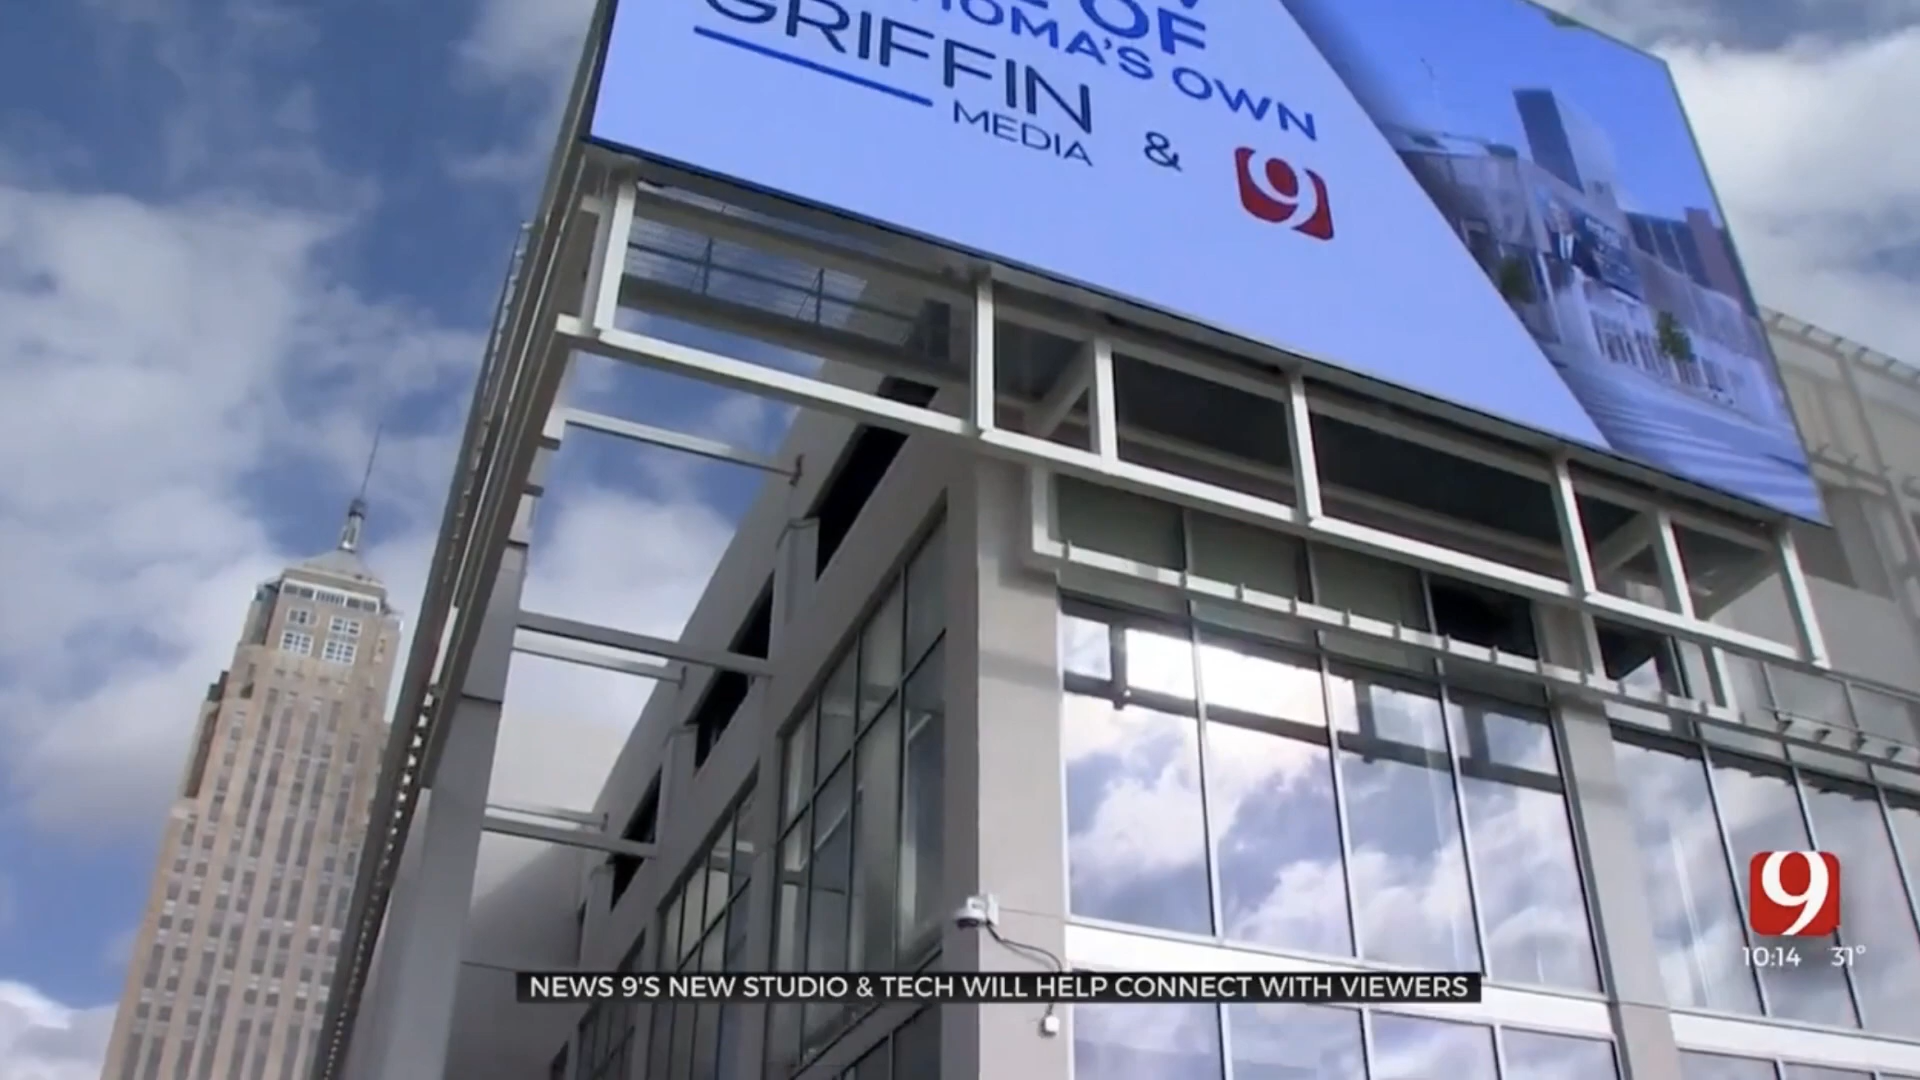 OF
OMA'S OWN
GRIFFIN
MEDIA & 9
9
10:14 31°
NEWS 9'S NEW STUDIO & TECH WILL HELP CONNECT WITH VIEWERS